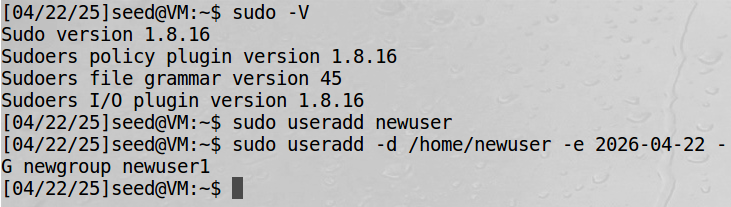 [04/22/25]seed@VM:~$ sudo -V
Sudo version 1.8.16
Sudoers policy plugin version 1.8.16
Sudoers file grammar version 45
Sudoers I/O plugin version 1.8.16
[04/22/25]seed@VM:~$ sudo useradd newuser
[04/22/25]seed@VM:~$ sudo useradd -d /home/newuser -e 2026-04-22 -
G newgroup newuser1
[04/22/25]seed@VM:~$